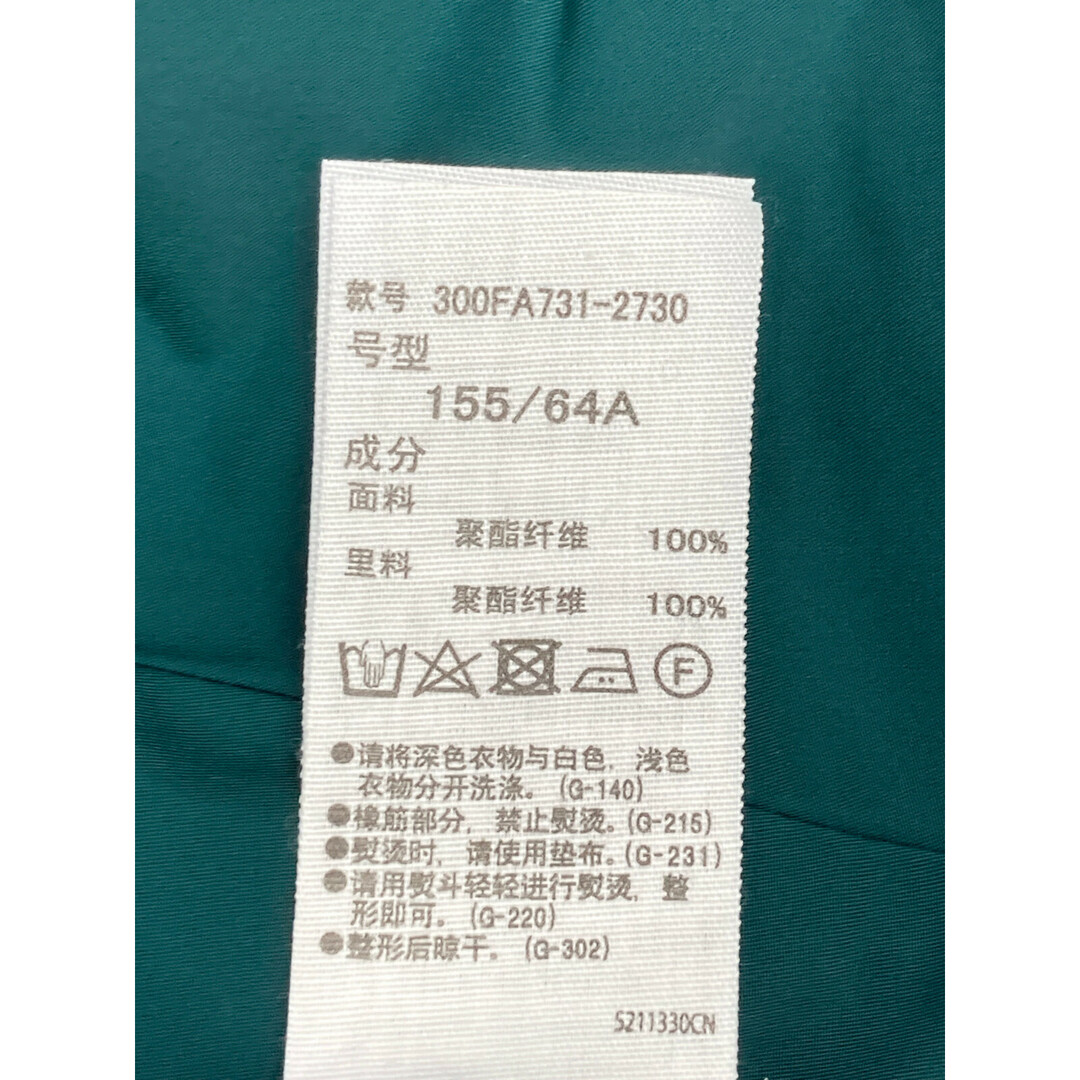 款号 300FA731-2730
号型
155/64A
成分
面料
聚酯纤维 100%
里料
聚酯纤维 100%
F
●请将深色衣物与白色，浅色
衣物分开洗涤。(G-140)
●橡筋部分，禁止熨烫。(G-215)
●熨烫时，请使用垫布。(G-231)
●请用熨斗轻轻进行熨烫，整
形即可。(G-220)
●整形后晾干。(G-302)
5211330CN